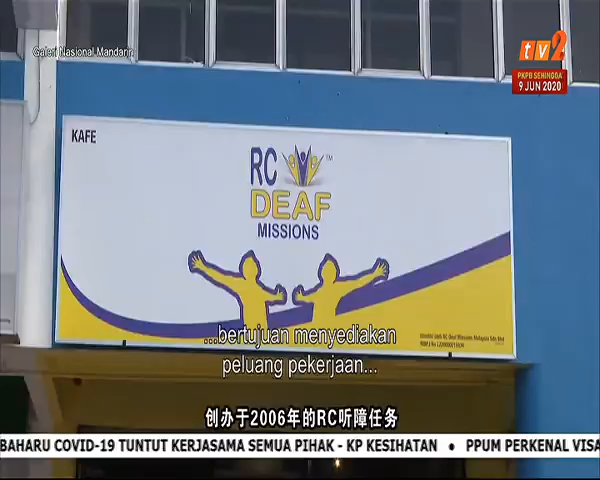 Galeri Nasional Mandarin
tv2
PKPB SEHINGGA
9 JUN 2020
KAFE
RC
TM
DEAF
MISSIONS
...bertujuan menyediakan
peluang pekerjaan...
创办于2006年的RC听障任务
BAHARU COVID-19 TUNTUT KERJASAMA SEMUA PIHAK - KP KESIHATAN • PPUM PERKENAL VISA